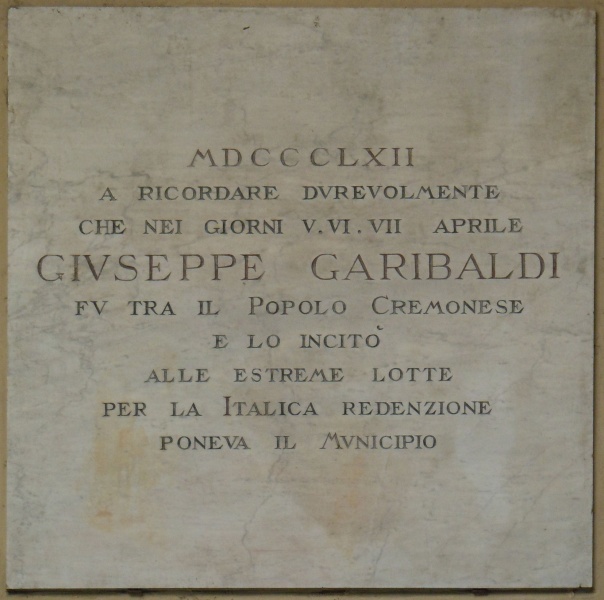 MDCCCCLXII
A RICORDARE DVREVOLMENTE
CHE NEI GIORNI V.VI.VII APRILE
GIVSEPPE GARIBALDI
FV TRA IL POPOLO CREMONESE
E LO INCITÒ
ALLE ESTREME LOTTE
PER LA ITALICA REDENZIONE
PONEVA IL MVNICIPIO